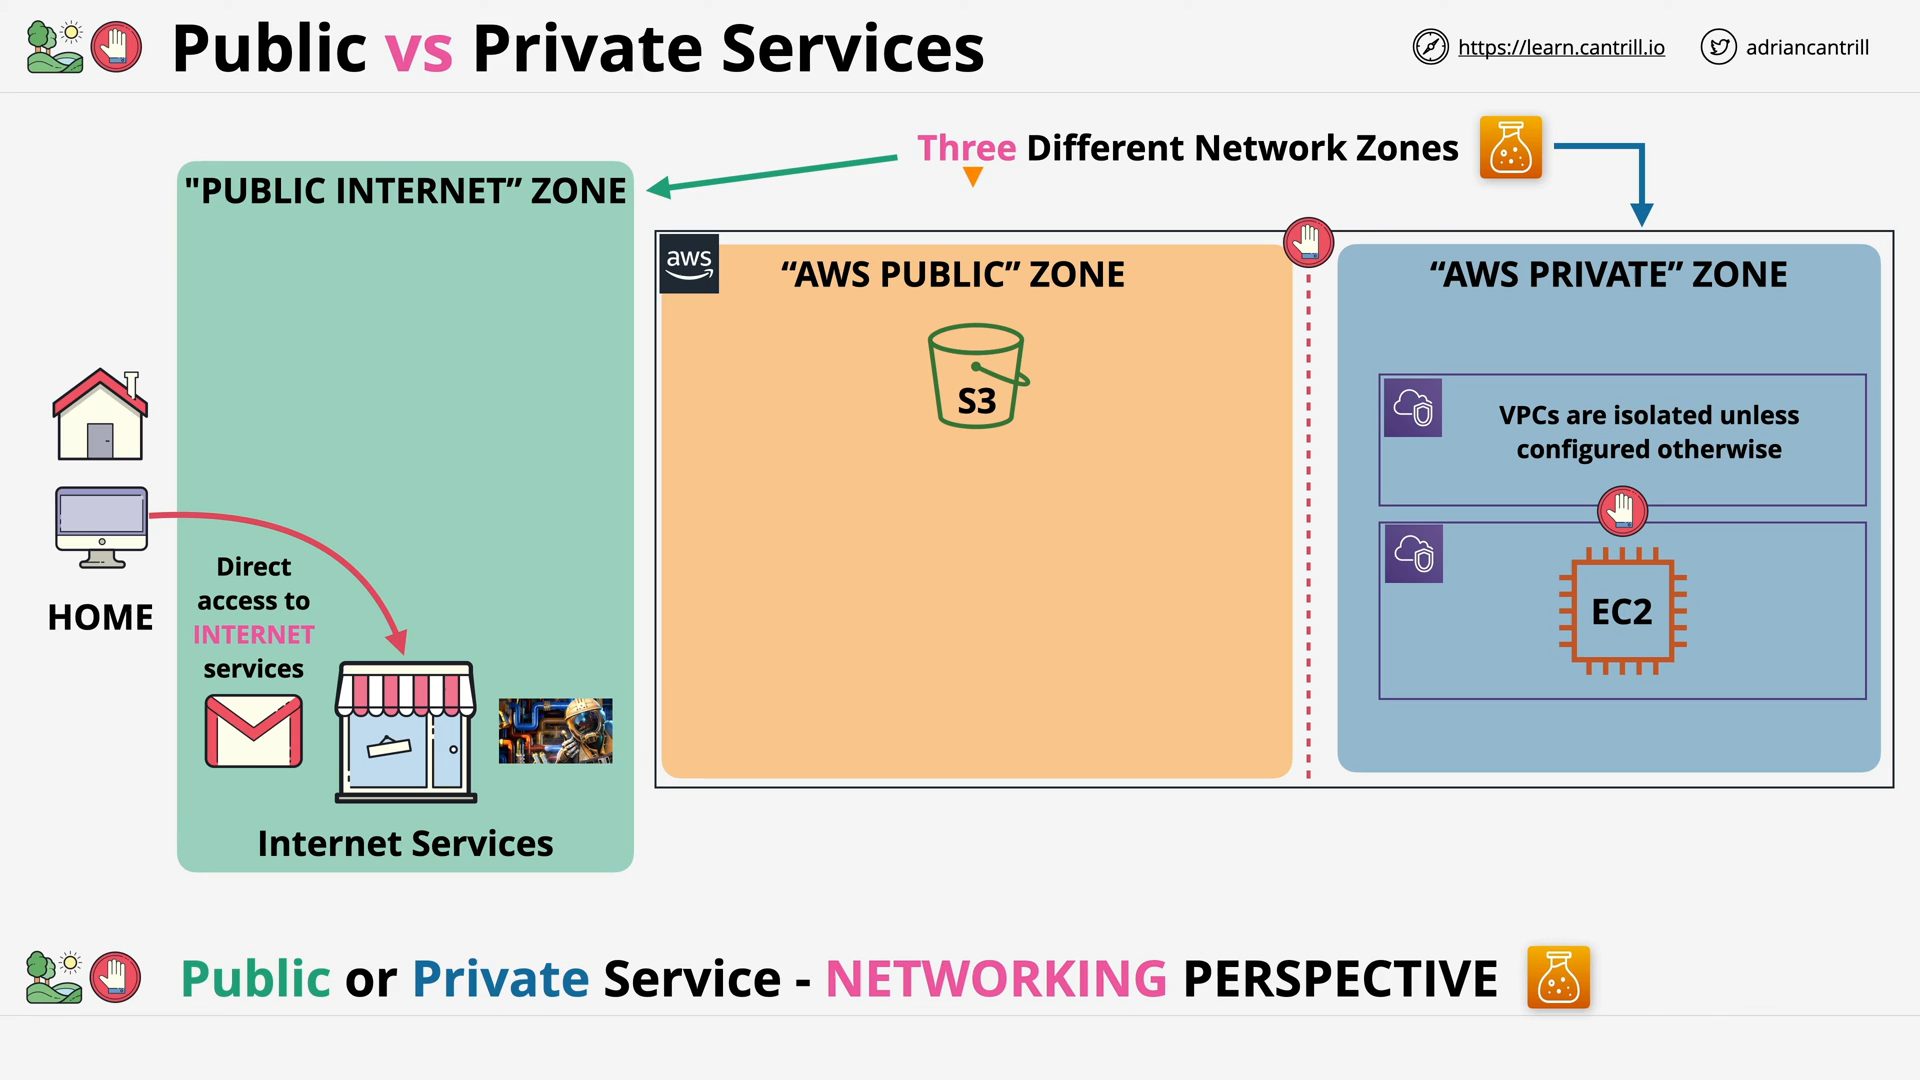 Public vs Private Services
https://learn.cantrill.io
adriancantrill
Three Different Network Zones
"PUBLIC INTERNET” ZONE
aws
“AWS PUBLIC” ZONE
“AWS PRIVATE” ZONE
S3
VPCs are isolated unless
configured otherwise
EC2
HOME
Direct
access to
INTERNET
services
Internet Services
Public or Private Service - NETWORKING PERSPECTIVE